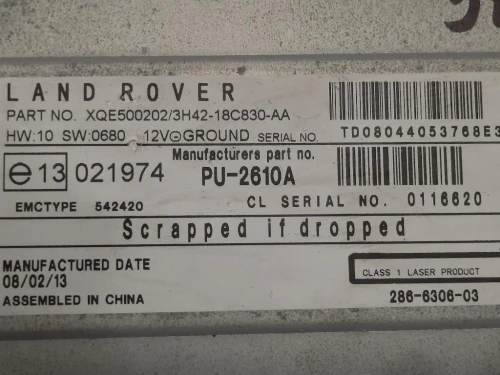 LAND ROVER
PART NO. XQE500202/3H42-18C830-AA
HW:10 SW:0680 12V⊖GROUND SERIAL NO. TD08044053768E3
e13 021974 Manufacturers part no.
PU-2610A
EMCTYPE 542420 CL SERIAL NO. 0116620
Scrapped if dropped
MANUFACTURED DATE
08/02/13
CLASS 1 LASER PRODUCT
ASSEMBLED IN CHINA 286-6306-03